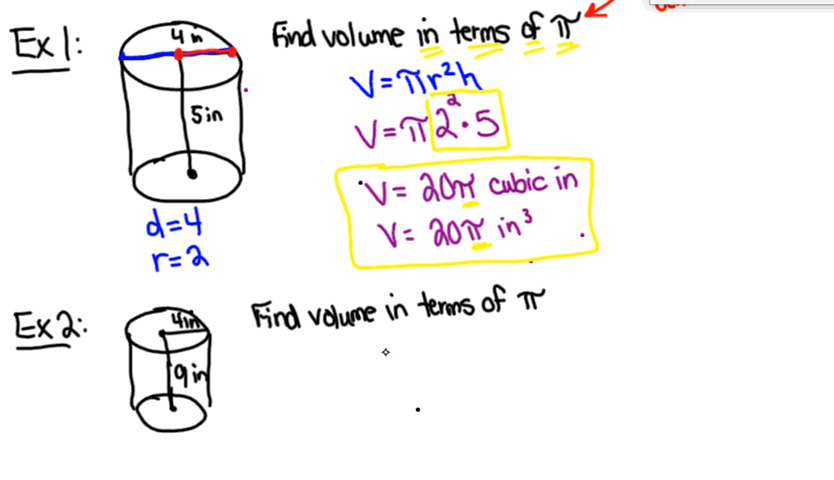 Ex 1:
4 in
Find volume in terms of π
5 in
V = πr²h
V = π 2² · 5
V = 20π cubic in
V = 20π in³
d = 4
r = 2
Ex 2:
4 in
Find volume in terms of π
9 in